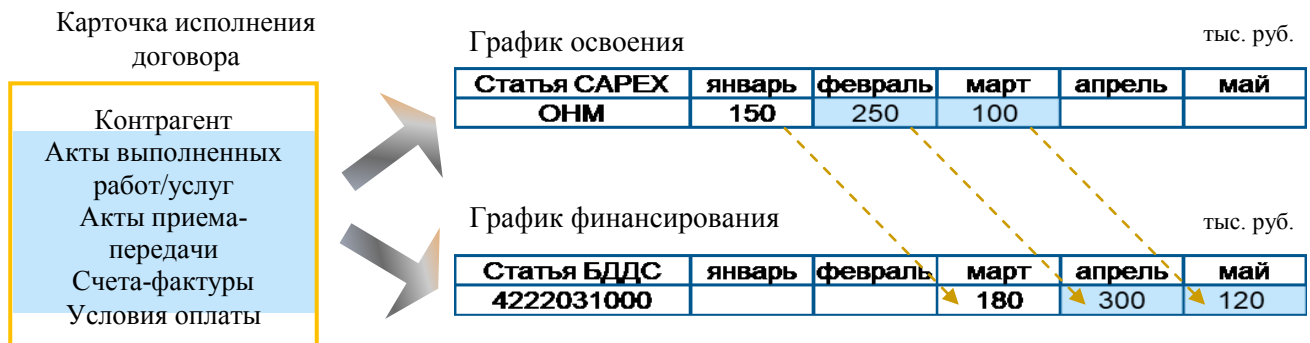 Карточка исполнения
договора
Контрагент
Акты выполненных
работ/услуг
Акты приема-
передачи
Счета-фактуры
Условия оплаты
График освоения
тыс. руб.
Статья CAPEX январь февраль март апрель май
ОНМ 150 250 100
График финансирования
тыс. руб.
Статья БДДС январь февраль март апрель май
4222031000 180 300 120